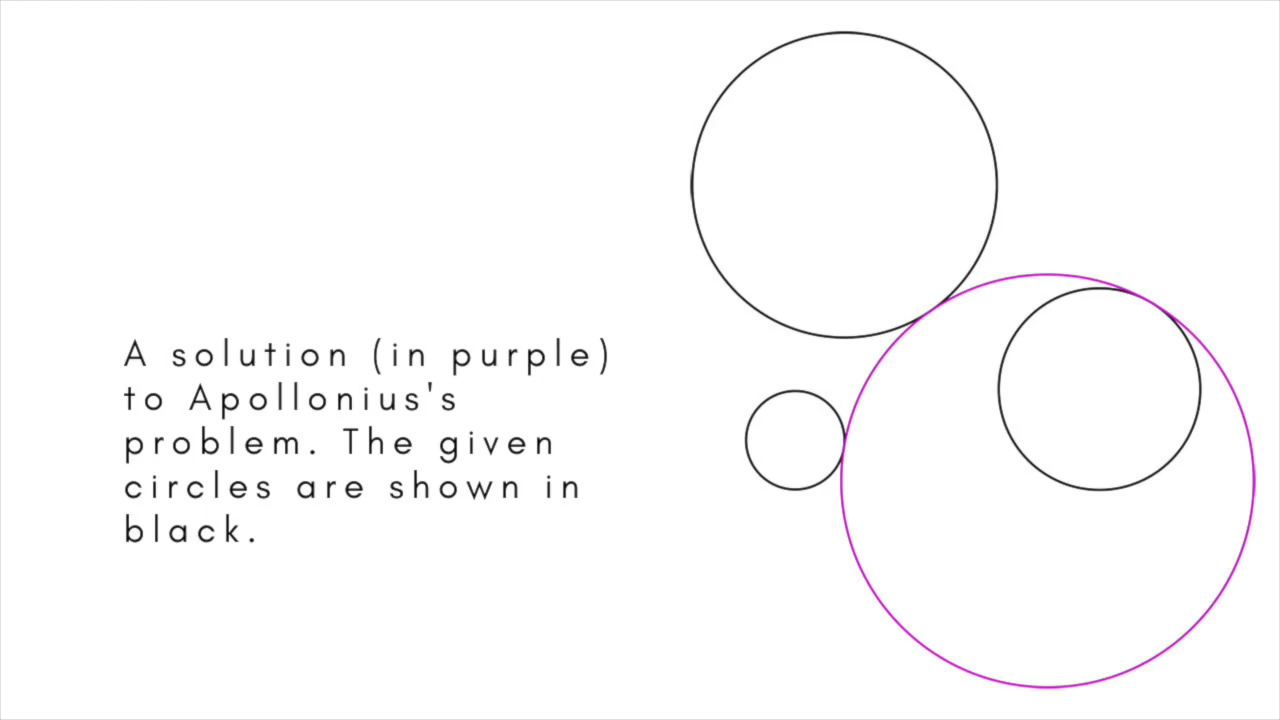 A solution (in purple)
to Apollonius's
problem. The given
circles are shown in
black.